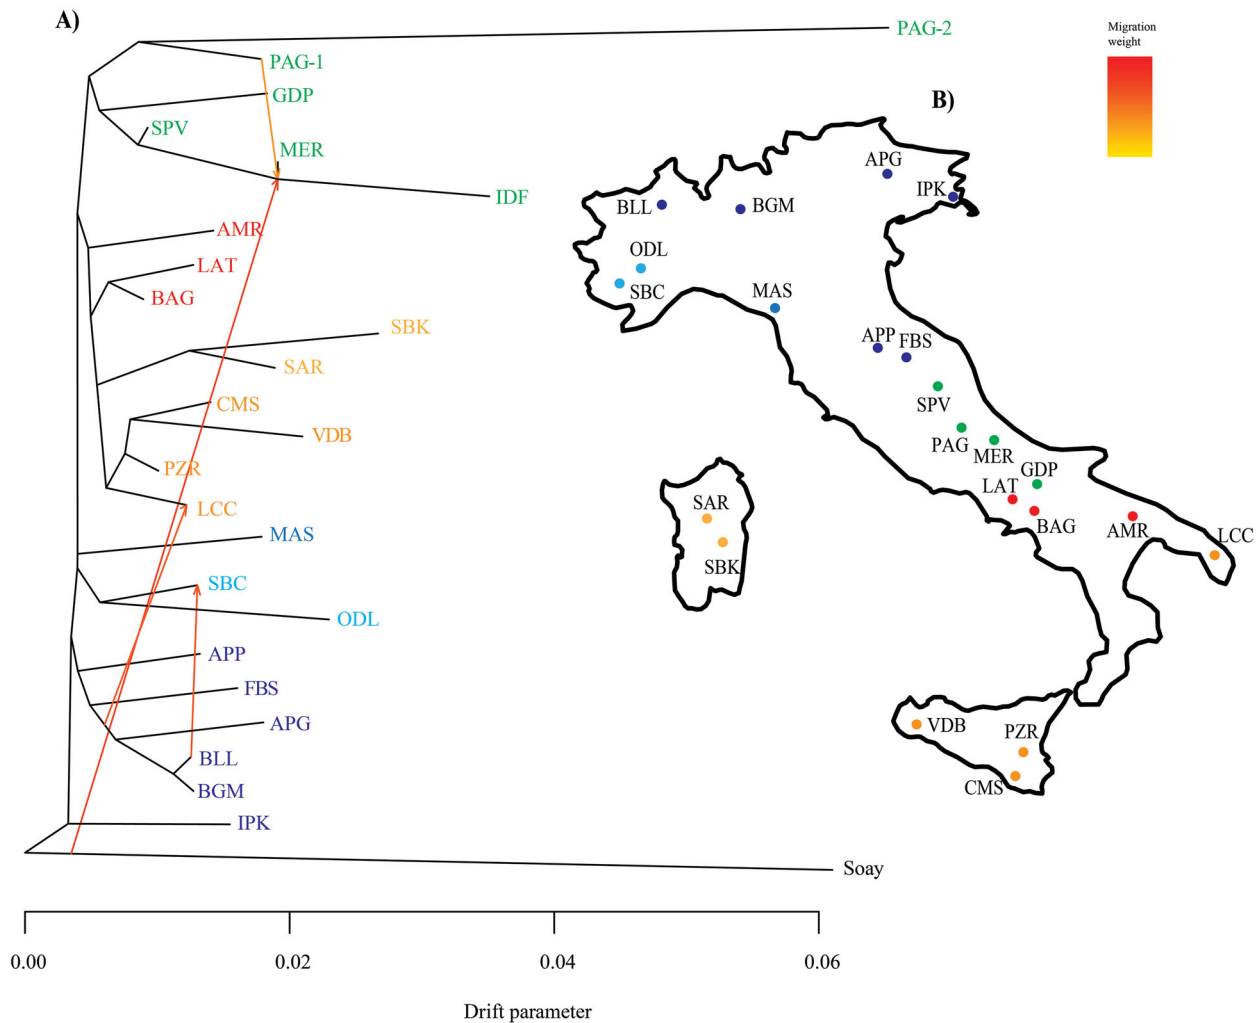 A)
PAG-2
PAG-1
GDP
SPV
MER
IDF
AMR
LAT
BAG
SBK
SAR
CMS
VDB
PZR
LCC
MAS
SBC
ODL
APP
FBS
APG
BLL
BGM
IPK
Soay
0.00 0.02 0.04 0.06
Drift parameter
Migration
weight
B)
APG
IPK
BLL
BGM
ODL
SBC
MAS
APP
FBS
SPV
PAG
MER
GDP
LAT
BAG
AMR
LCC
SAR
SBK
VDB
PZR
CMS